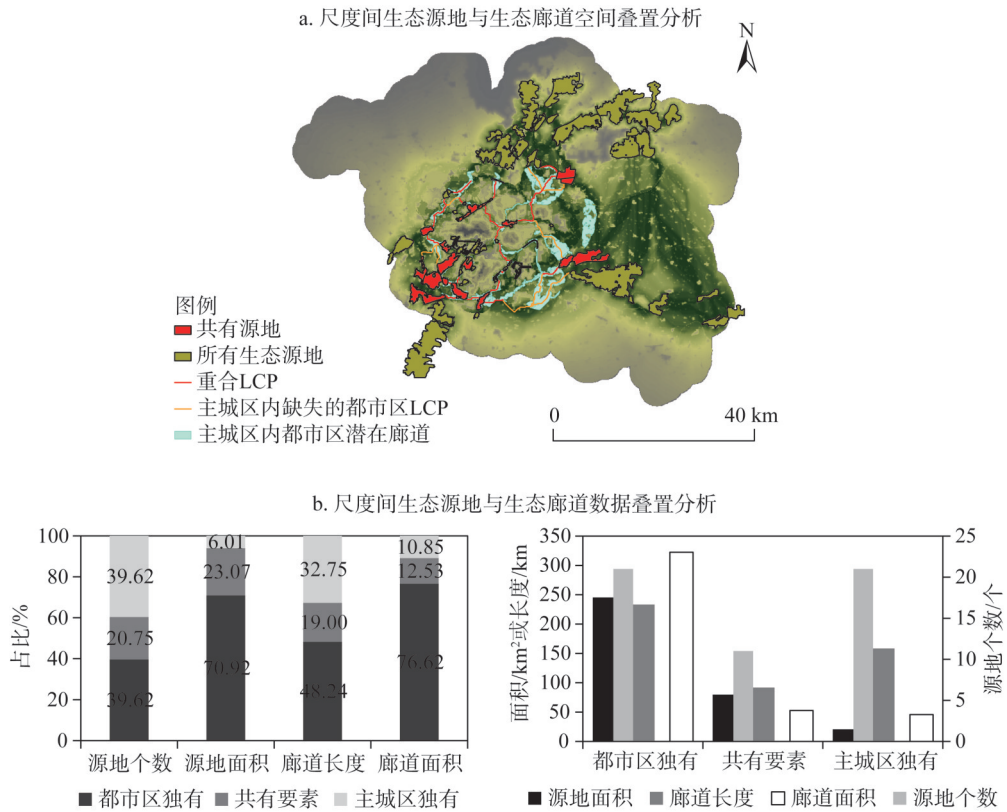 a. 尺度间生态源地与生态廊道空间叠置分析
N
图例
共有源地
所有生态源地
重合LCP
主城区内缺失的都市区LCP
主城区内都市区潜在廊道
0 40 km
b. 尺度间生态源地与生态廊道数据叠置分析
占比/%
100
80
60
40
20
0
39.62
20.75
39.62
6.01
23.07
70.92
32.75
19.00
48.24
10.85
12.53
76.62
源地个数 源地面积 廊道长度 廊道面积
都市区独有 共有要素 主城区独有
面积/km²或长度/km
350
300
250
200
150
100
50
0
25
20
15
10
5
0
源地个数/个
都市区独有 共有要素 主城区独有
源地面积 廊道长度 廊道面积 源地个数